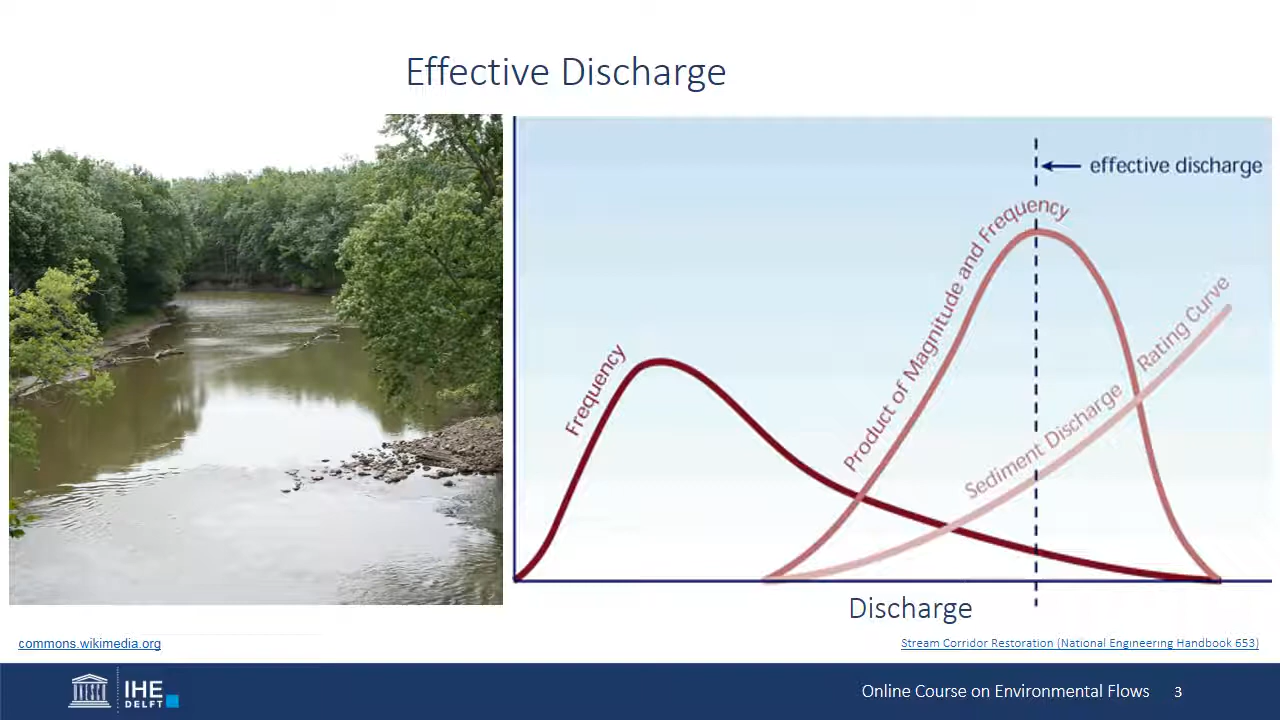 Effective Discharge
effective discharge
Frequency
Product of Magnitude and Frequency
Sediment Discharge Rating Curve
Discharge
commons.wikimedia.org
Stream Corridor Restoration (National Engineering Handbook 653)
IHE
DELFT
Online Course on Environmental Flows 3